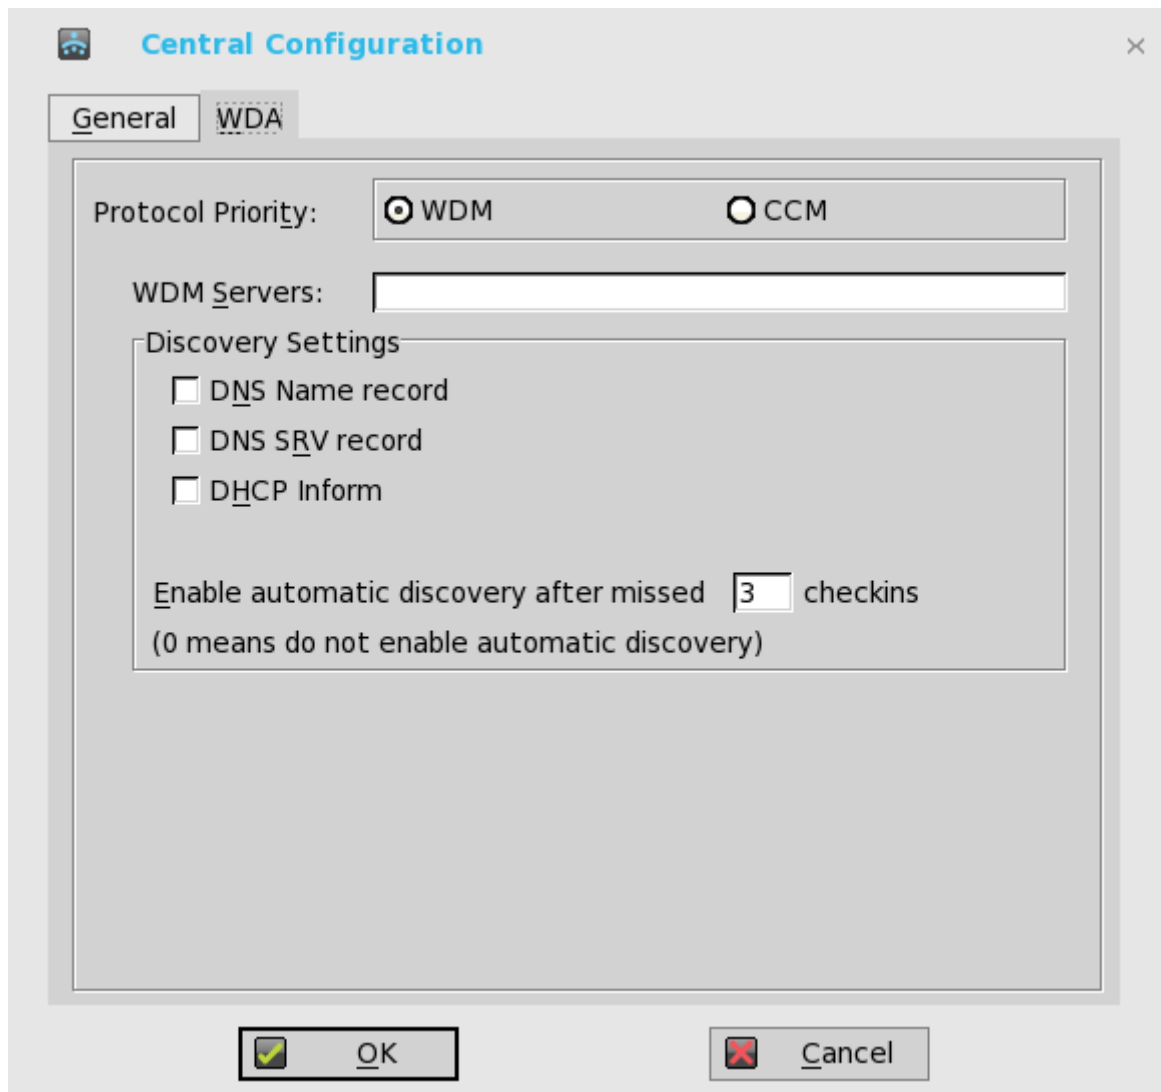 Central Configuration
General WDA
Protocol Priority: WDM CCM
WDM Servers:
Discovery Settings
DNS Name record
DNS SRV record
DHCP Inform
Enable automatic discovery after missed 3 checkins
(0 means do not enable automatic discovery)
OK Cancel